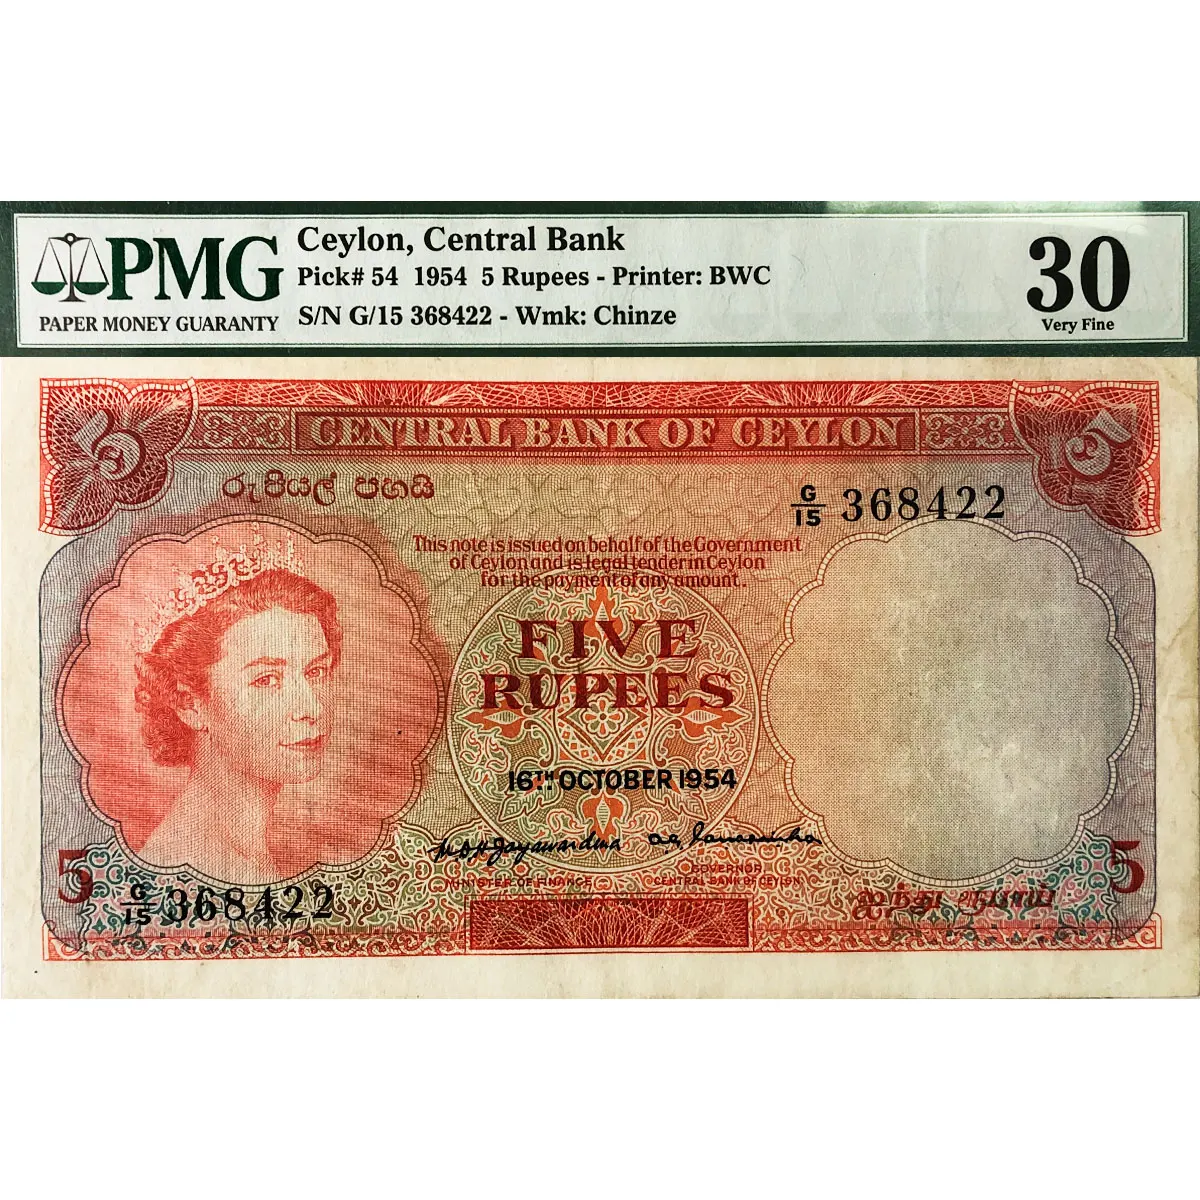 PMG
PAPER MONEY GUARANTY
Ceylon, Central Bank
Pick# 54 1954 5 Rupees - Printer: BWC
S/N G/15 368422 - Wmk: Chinze
30
Very Fine
CENTRAL BANK OF CEYLON
5
5
රුපියල් පහයි
G/15 368422
This note is issued on behalf of the Government
of Ceylon and is legal tender in Ceylon
for the payment of any amount.
FIVE
RUPEES
16TH OCTOBER 1954
MINISTER OF FINANCE
GOVERNOR
CENTRAL BANK OF CEYLON
5
5
G/15 368422
ஐந்து ரூபாய்